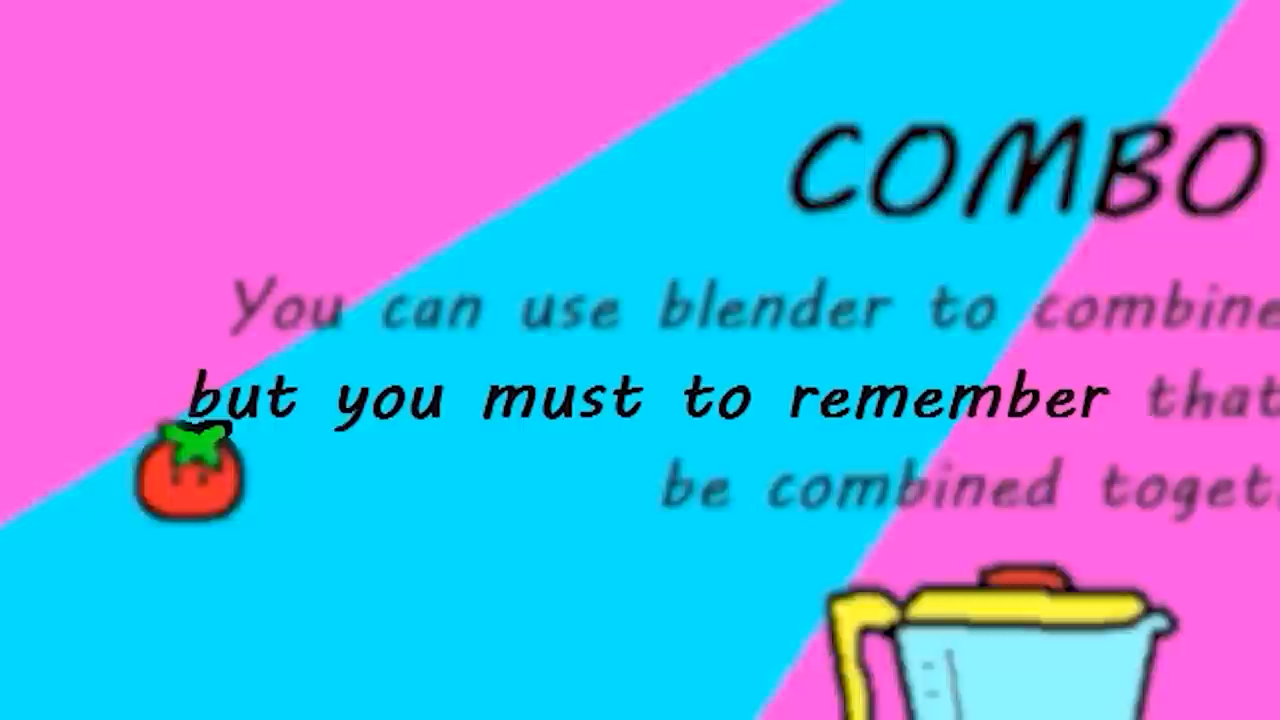 COMBO
You can use blender to combine
but you must to remember that
be combined toget